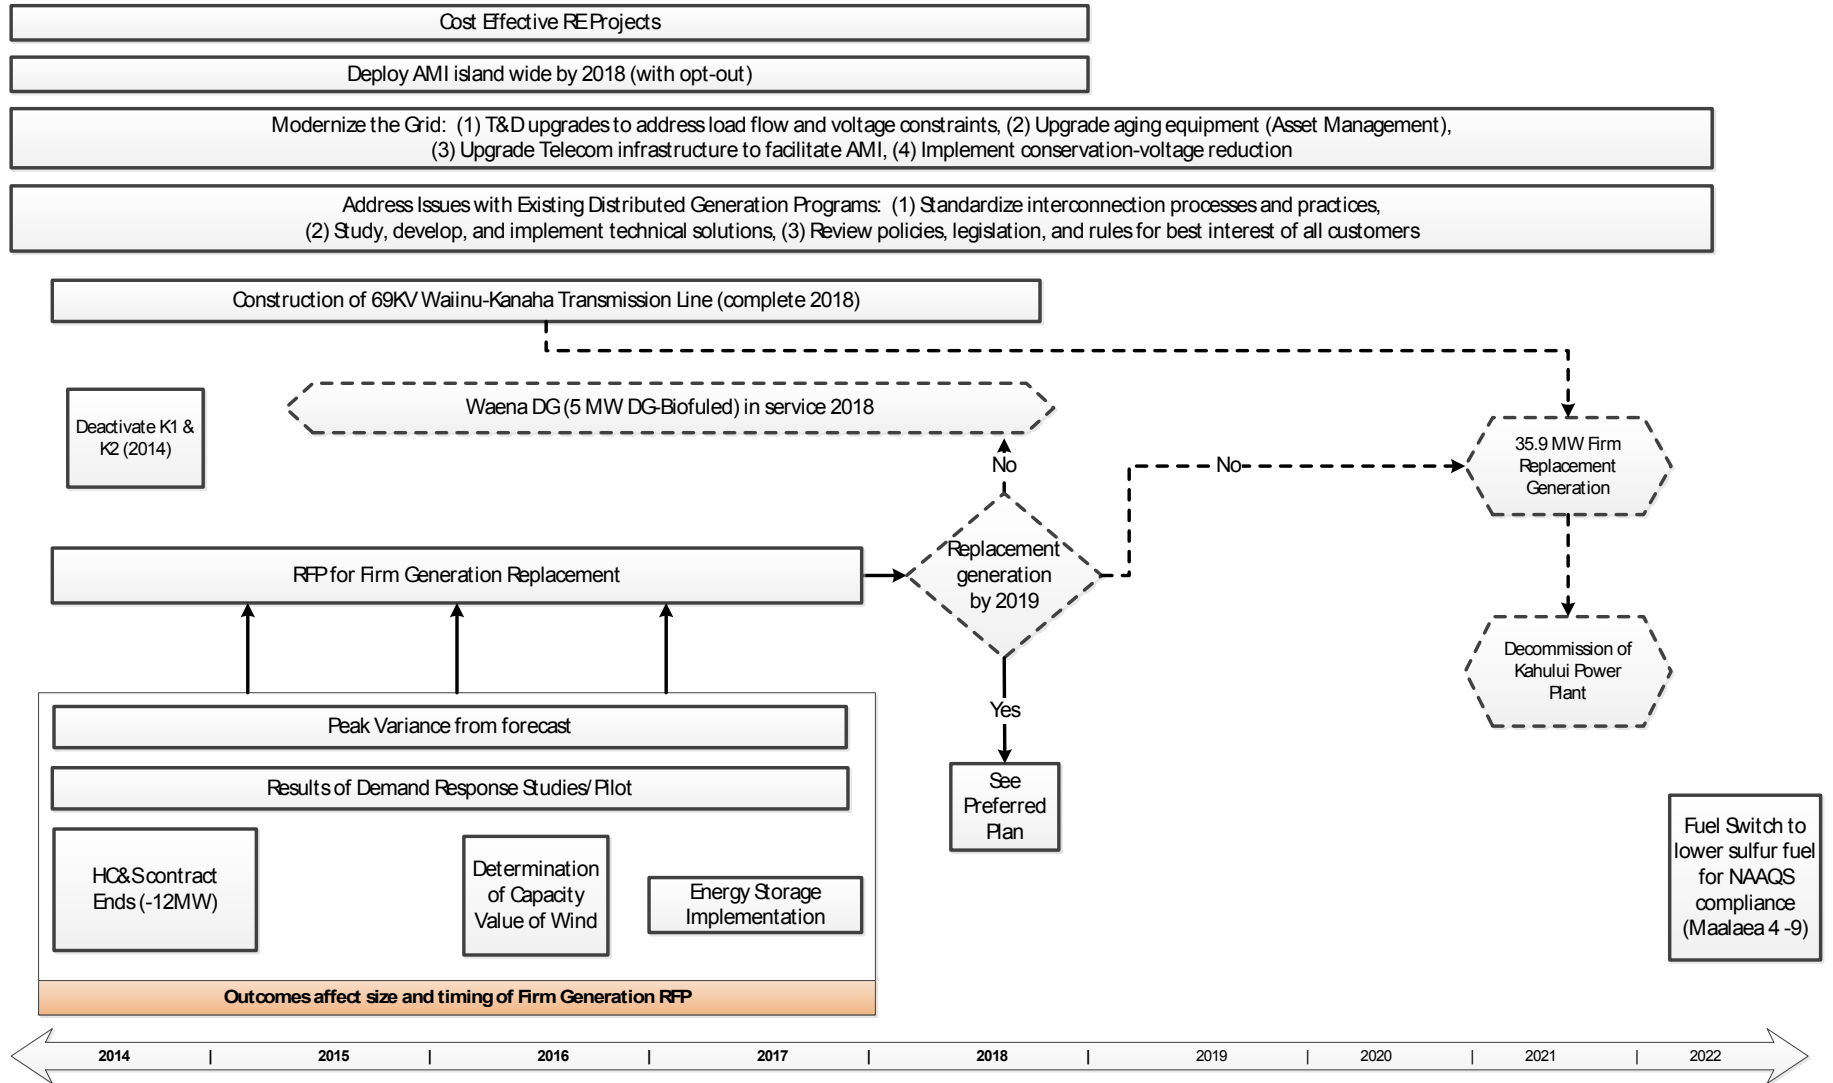 Cost Effective RE Projects
Deploy AMI island wide by 2018 (with opt-out)
Modernize the Grid: (1) T&D upgrades to address load flow and voltage constraints, (2) Upgrade aging equipment (Asset Management),
(3) Upgrade Telecom infrastructure to facilitate AMI, (4) Implement conservation-voltage reduction
Address Issues with Existing Distributed Generation Programs: (1) Standardize interconnection processes and practices,
(2) Study, develop, and implement technical solutions, (3) Review policies, legislation, and rules for best interest of all customers
Construction of 69KV Waiinu-Kanaha Transmission Line (complete 2018)
Deactivate K1 &
K2 (2014)
Waena DG (5 MW DG-Biofuled) in service 2018
No
No
35.9 MW Firm
Replacement
Generation
RFP for Firm Generation Replacement
Replacement
generation
by 2019
Decommission of
Kahului Power
Plant
Yes
See
Preferred
Plan
Peak Variance from forecast
Results of Demand Response Studies/Pilot
HC&S contract
Ends (-12MW)
Determination
of Capacity
Value of Wind
Energy Storage
Implementation
Fuel Switch to
lower sulfur fuel
for NAAQS
compliance
(Maalaea 4 -9)
Outcomes affect size and timing of Firm Generation RFP
2014 | 2015 | 2016 | 2017 | 2018 | 2019 | 2020 | 2021 | 2022